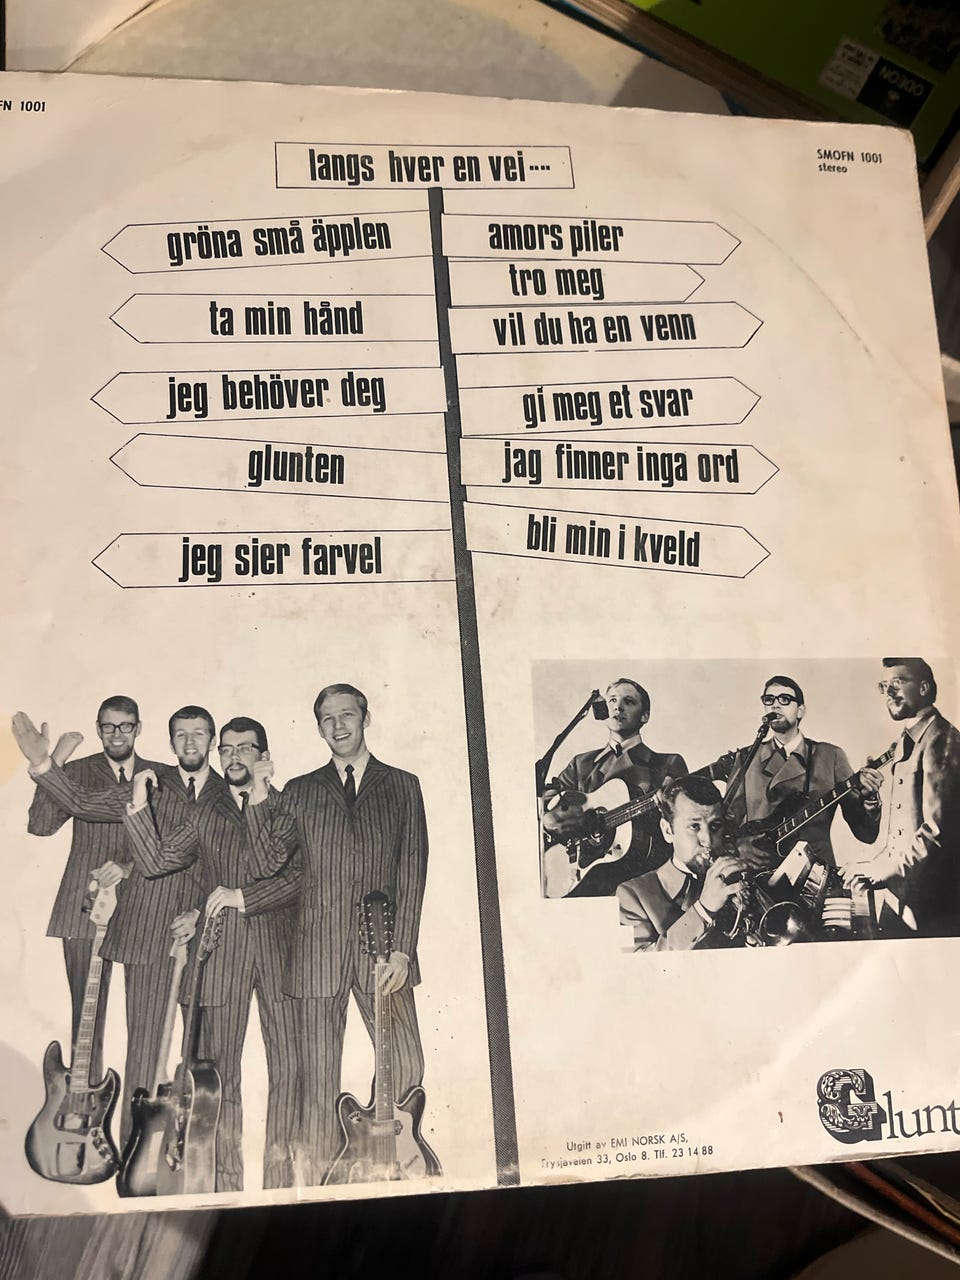 FN 1001
SMOFN 1001
stereo
langs hver en vei....
gröna små äpplen
ta min hånd
jeg behöver deg
glunten
jeg sier farvel
amors piler
tro meg
vil du ha en venn
gi meg et svar
jag finner inga ord
bli min i kveld
Utgitt av EMI NORSK A/S,
Frysjaveien 33, Oslo 8. Tlf. 23 14 88
Glunt
ODEON